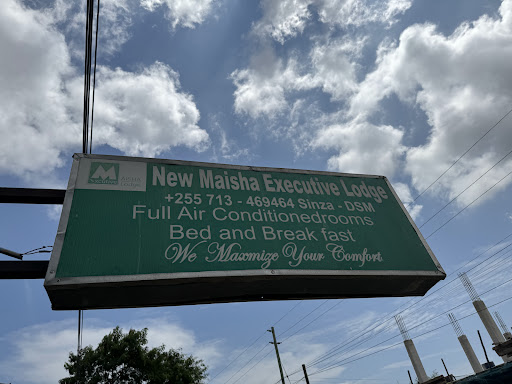 New Maisha Executive Lodge
+255 713 - 469464 Sinza - DSM
Full Air Conditionedrooms
Bed and Break fast
We Maxmize Your Comfort